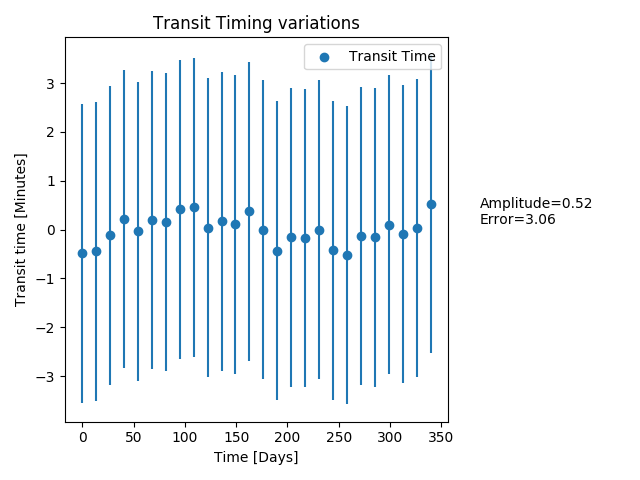 Transit Timing variations
Transit Time
Transit time [Minutes]
3
2
1
0
−1
−2
−3
0
50
100
150
200
250
300
350
Time [Days]
Amplitude=0.52
Error=3.06